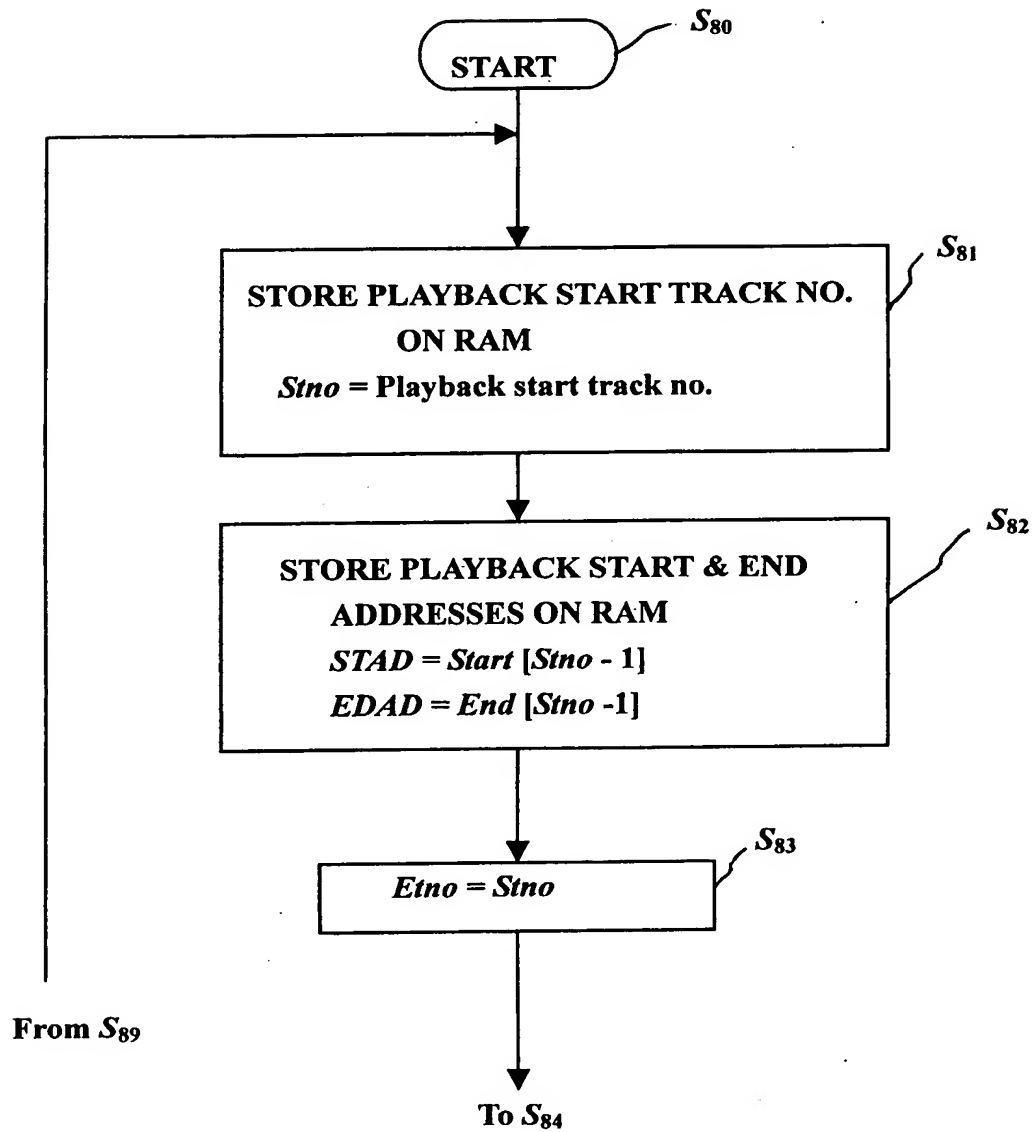 S80
START
S81
STORE PLAYBACK START TRACK NO.
ON RAM
Stno = Playback start track no.
S82
STORE PLAYBACK START & END
ADDRESSES ON RAM
STAD = Start [Stno - 1]
EDAD = End [Stno -1]
S83
Etno = Stno
From S89
To S84